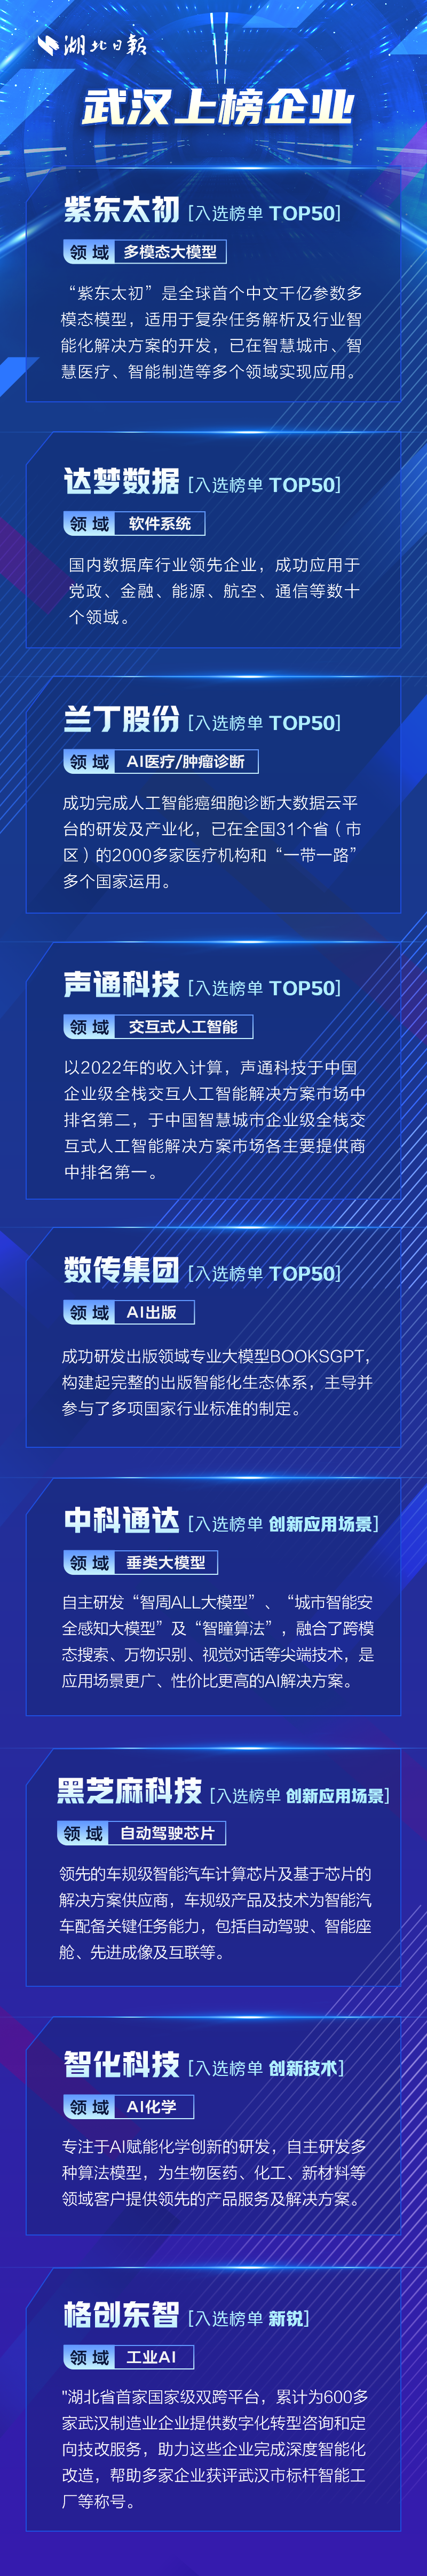 湖北日报
武汉上榜企业
紫东太初 [入选榜单 TOP50]
领域 多模态大模型
“紫东太初”是全球首个中文千亿参数多
模态模型，适用于复杂任务解析及行业智
能化解决方案的开发，已在智慧城市、智
慧医疗、智能制造等多个领域实现应用。
达梦数据 [入选榜单 TOP50]
领域 软件系统
国内数据库行业领先企业，成功应用于
党政、金融、能源、航空、通信等数十
个领域。
兰丁股份 [入选榜单 TOP50]
领域 AI医疗/肿瘤诊断
成功完成人工智能癌细胞诊断大数据云平
台的研发及产业化，已在全国31个省（市
区）的2000多家医疗机构和“一带一路”
多个国家运用。
声通科技 [入选榜单 TOP50]
领域 交互式人工智能
以2022年的收入计算，声通科技于中国
企业级全栈交互人工智能解决方案市场中
排名第二，于中国智慧城市企业级全栈交
互式人工智能解决方案市场各主要提供商
中排名第一。
数传集团 [入选榜单 TOP50]
领域 AI出版
成功研发出版领域专业大模型BOOKSGPT，
构建起完整的出版智能化生态体系，主导并
参与了多项国家行业标准的制定。
中科通达 [入选榜单 创新应用场景]
领域 垂类大模型
自主研发“智周ALL大模型”、“城市智能安
全感知大模型”及“智瞳算法”，融合了跨模
态搜索、万物识别、视觉对话等尖端技术，是
应用场景更广、性价比更高的AI解决方案。
黑芝麻科技 [入选榜单 创新应用场景]
领域 自动驾驶芯片
领先的车规级智能汽车计算芯片及基于芯片的
解决方案供应商，车规级产品及技术为智能汽
车配备关键任务能力，包括自动驾驶、智能座
舱、先进成像及互联等。
智化科技 [入选榜单 创新技术]
领域 AI化学
专注于AI赋能化学创新的研发，自主研发多
种算法模型，为生物医药、化工、新材料等
领域客户提供领先的产品服务及解决方案。
格创东智 [入选榜单 新锐]
领域 工业AI
"湖北省首家国家级双跨平台，累计为600多
家武汉制造业企业提供数字化转型咨询和定
向技改服务，助力这些企业完成深度智能化
改造，帮助多家企业获评武汉市标杆智能工
厂等称号。